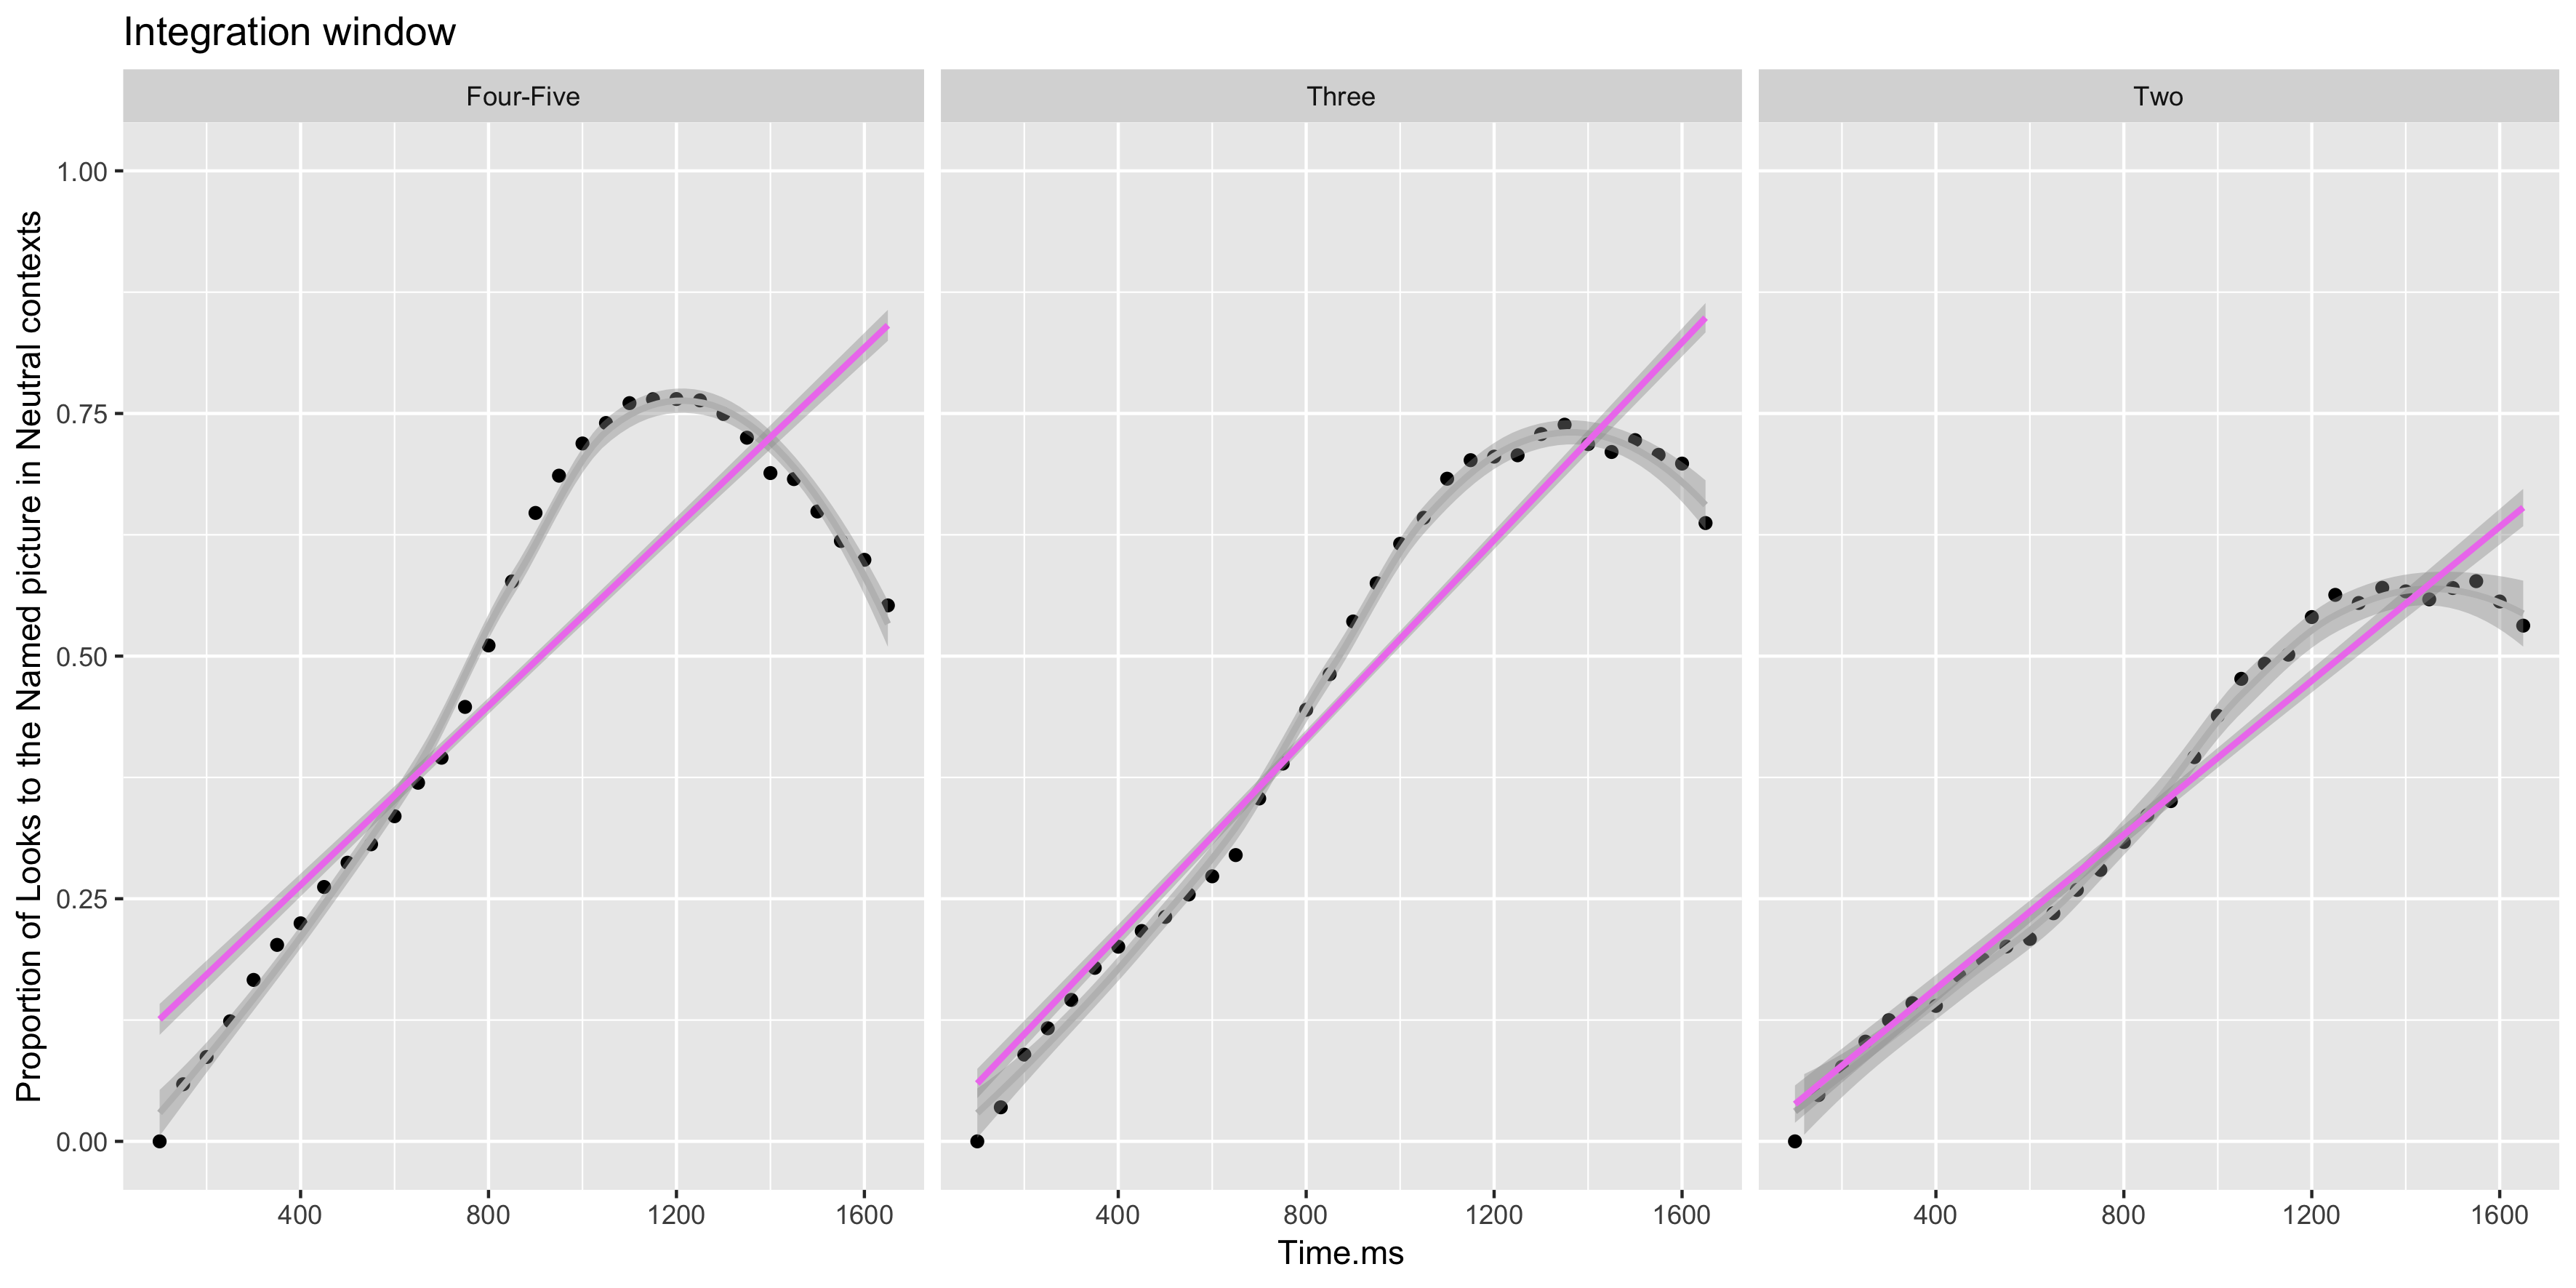 Integration window
Four-Five
Three
Two
Proportion of Looks to the Named picture in Neutral contexts
1.00
0.75
0.50
0.25
0.00
400 800 1200 1600
400 800 1200 1600
400 800 1200 1600
Time.ms